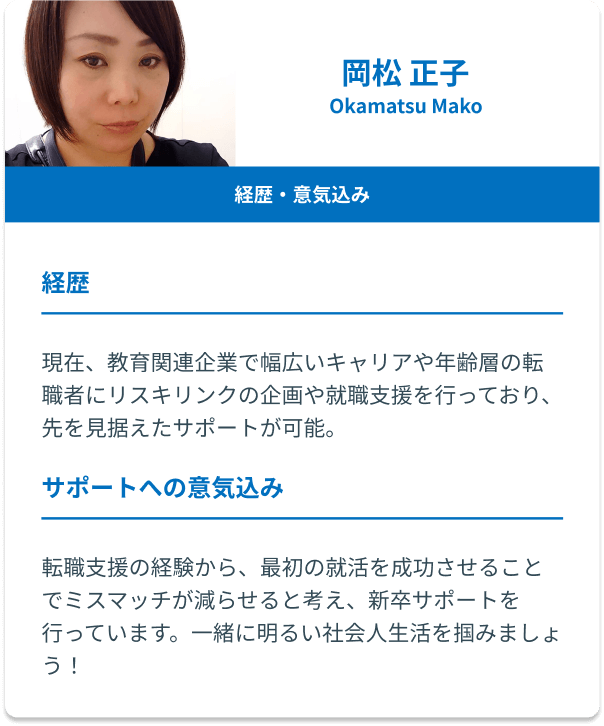 岡松 正子
Okamatsu Mako
経歴・意気込み
経歴
現在、教育関連企業で幅広いキャリアや年齢層の転
職者にリスキリンクの企画や就職支援を行っており、
先を見据えたサポートが可能。
サポートへの意気込み
転職支援の経験から、最初の就活を成功させること
でミスマッチが減らせると考え、新卒サポートを
行っています。一緒に明るい社会人生活を掴みましょ
う！